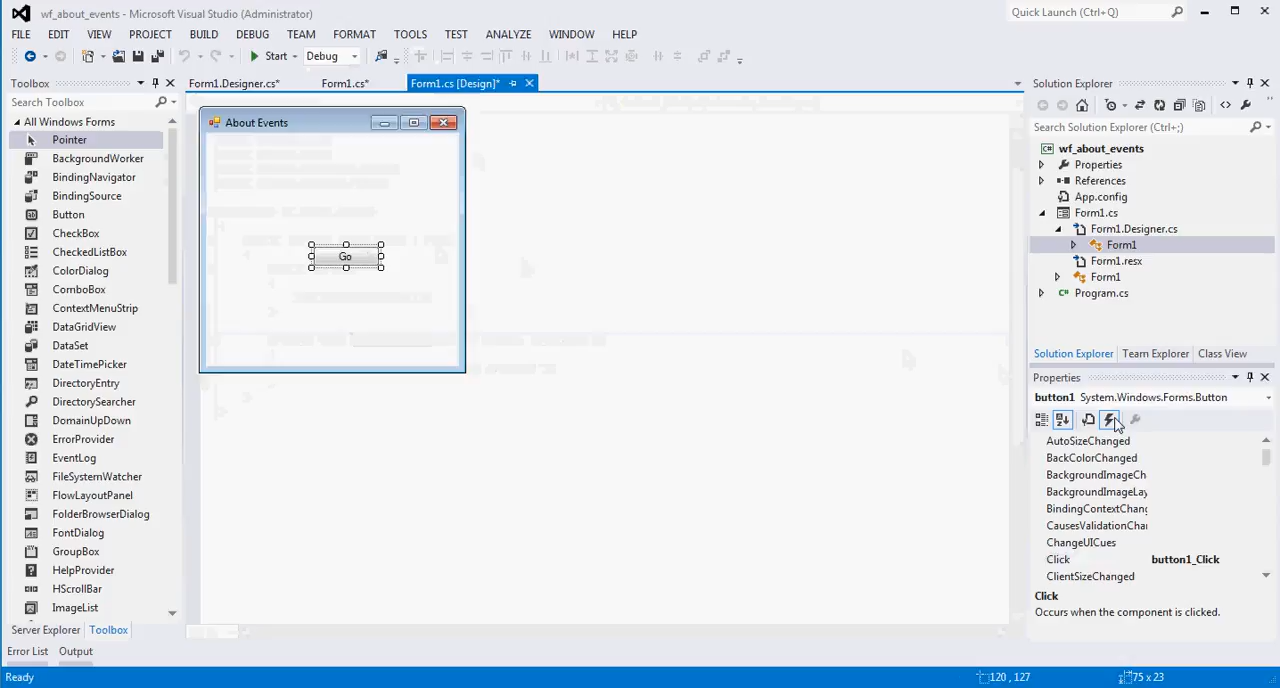 wf_about_events - Microsoft Visual Studio (Administrator)
Quick Launch (Ctrl+Q)
FILE EDIT VIEW PROJECT BUILD DEBUG TEAM FORMAT TOOLS TEST ANALYZE WINDOW HELP
Start Debug
Toolbox
Form1.Designer.cs* Form1.cs* Form1.cs [Design]*
Solution Explorer
Search Toolbox
All Windows Forms
Pointer
BackgroundWorker
BindingNavigator
BindingSource
Button
CheckBox
CheckedListBox
ColorDialog
ComboBox
ContextMenuStrip
DataGridView
DataSet
DateTimePicker
DirectoryEntry
DirectorySearcher
DomainUpDown
ErrorProvider
EventLog
FileSystemWatcher
FlowLayoutPanel
FolderBrowserDialog
FontDialog
GroupBox
HelpProvider
HScrollBar
ImageList
Server Explorer Toolbox
Error List Output
About Events
Go
Search Solution Explorer (Ctrl+;)
wf_about_events
Properties
References
App.config
Form1.cs
Form1.Designer.cs
Form1
Form1.resx
Form1
Program.cs
Solution Explorer Team Explorer Class View
Properties
button1 System.Windows.Forms.Button
AutoSizeChanged
BackColorChanged
BackgroundImageCh
BackgroundImageLay
BindingContextChang
CausesValidationChar
ChangeUICues
Click button1_Click
ClientSizeChanged
Click
Occurs when the component is clicked.
Ready
120 , 127
75 x 23